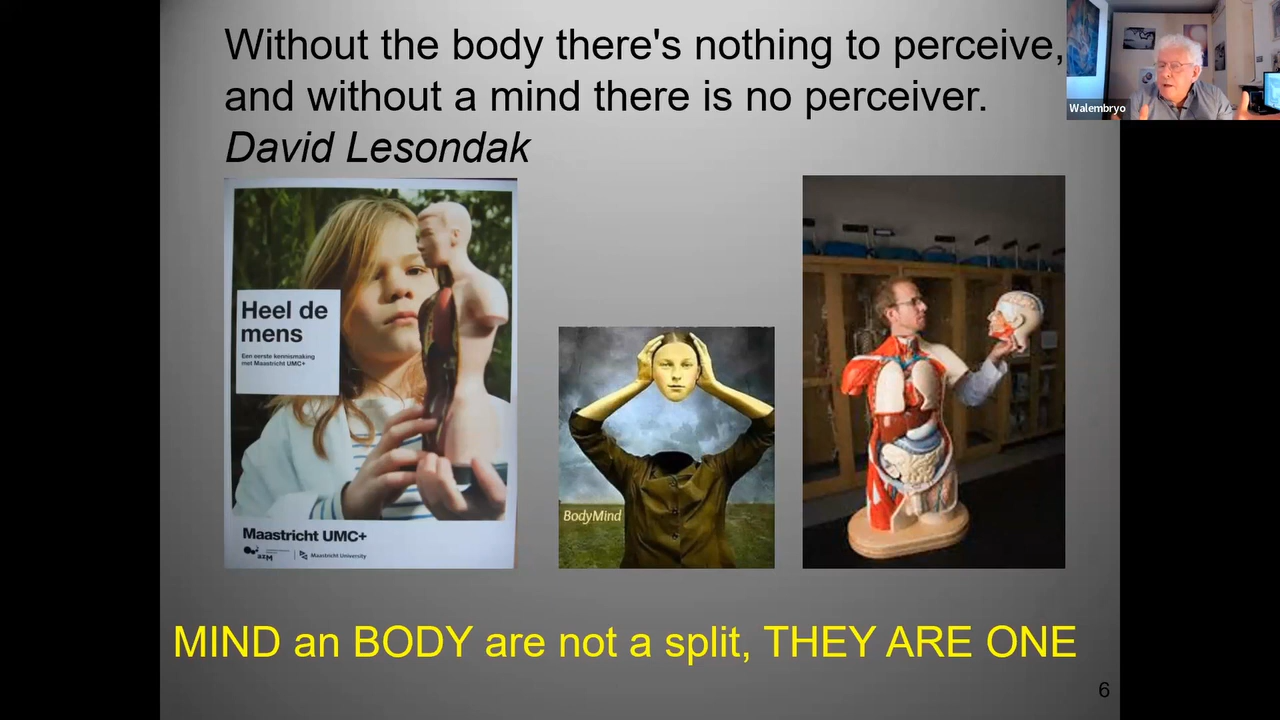 Without the body there's nothing to perceive,
and without a mind there is no perceiver.
David Lesondak
Walembryo
Heel de
mens
Een eerste kennismaking
met Maastricht UMC+
Maastricht UMC+
azM
Maastricht University
BodyMind
MIND an BODY are not a split, THEY ARE ONE
6